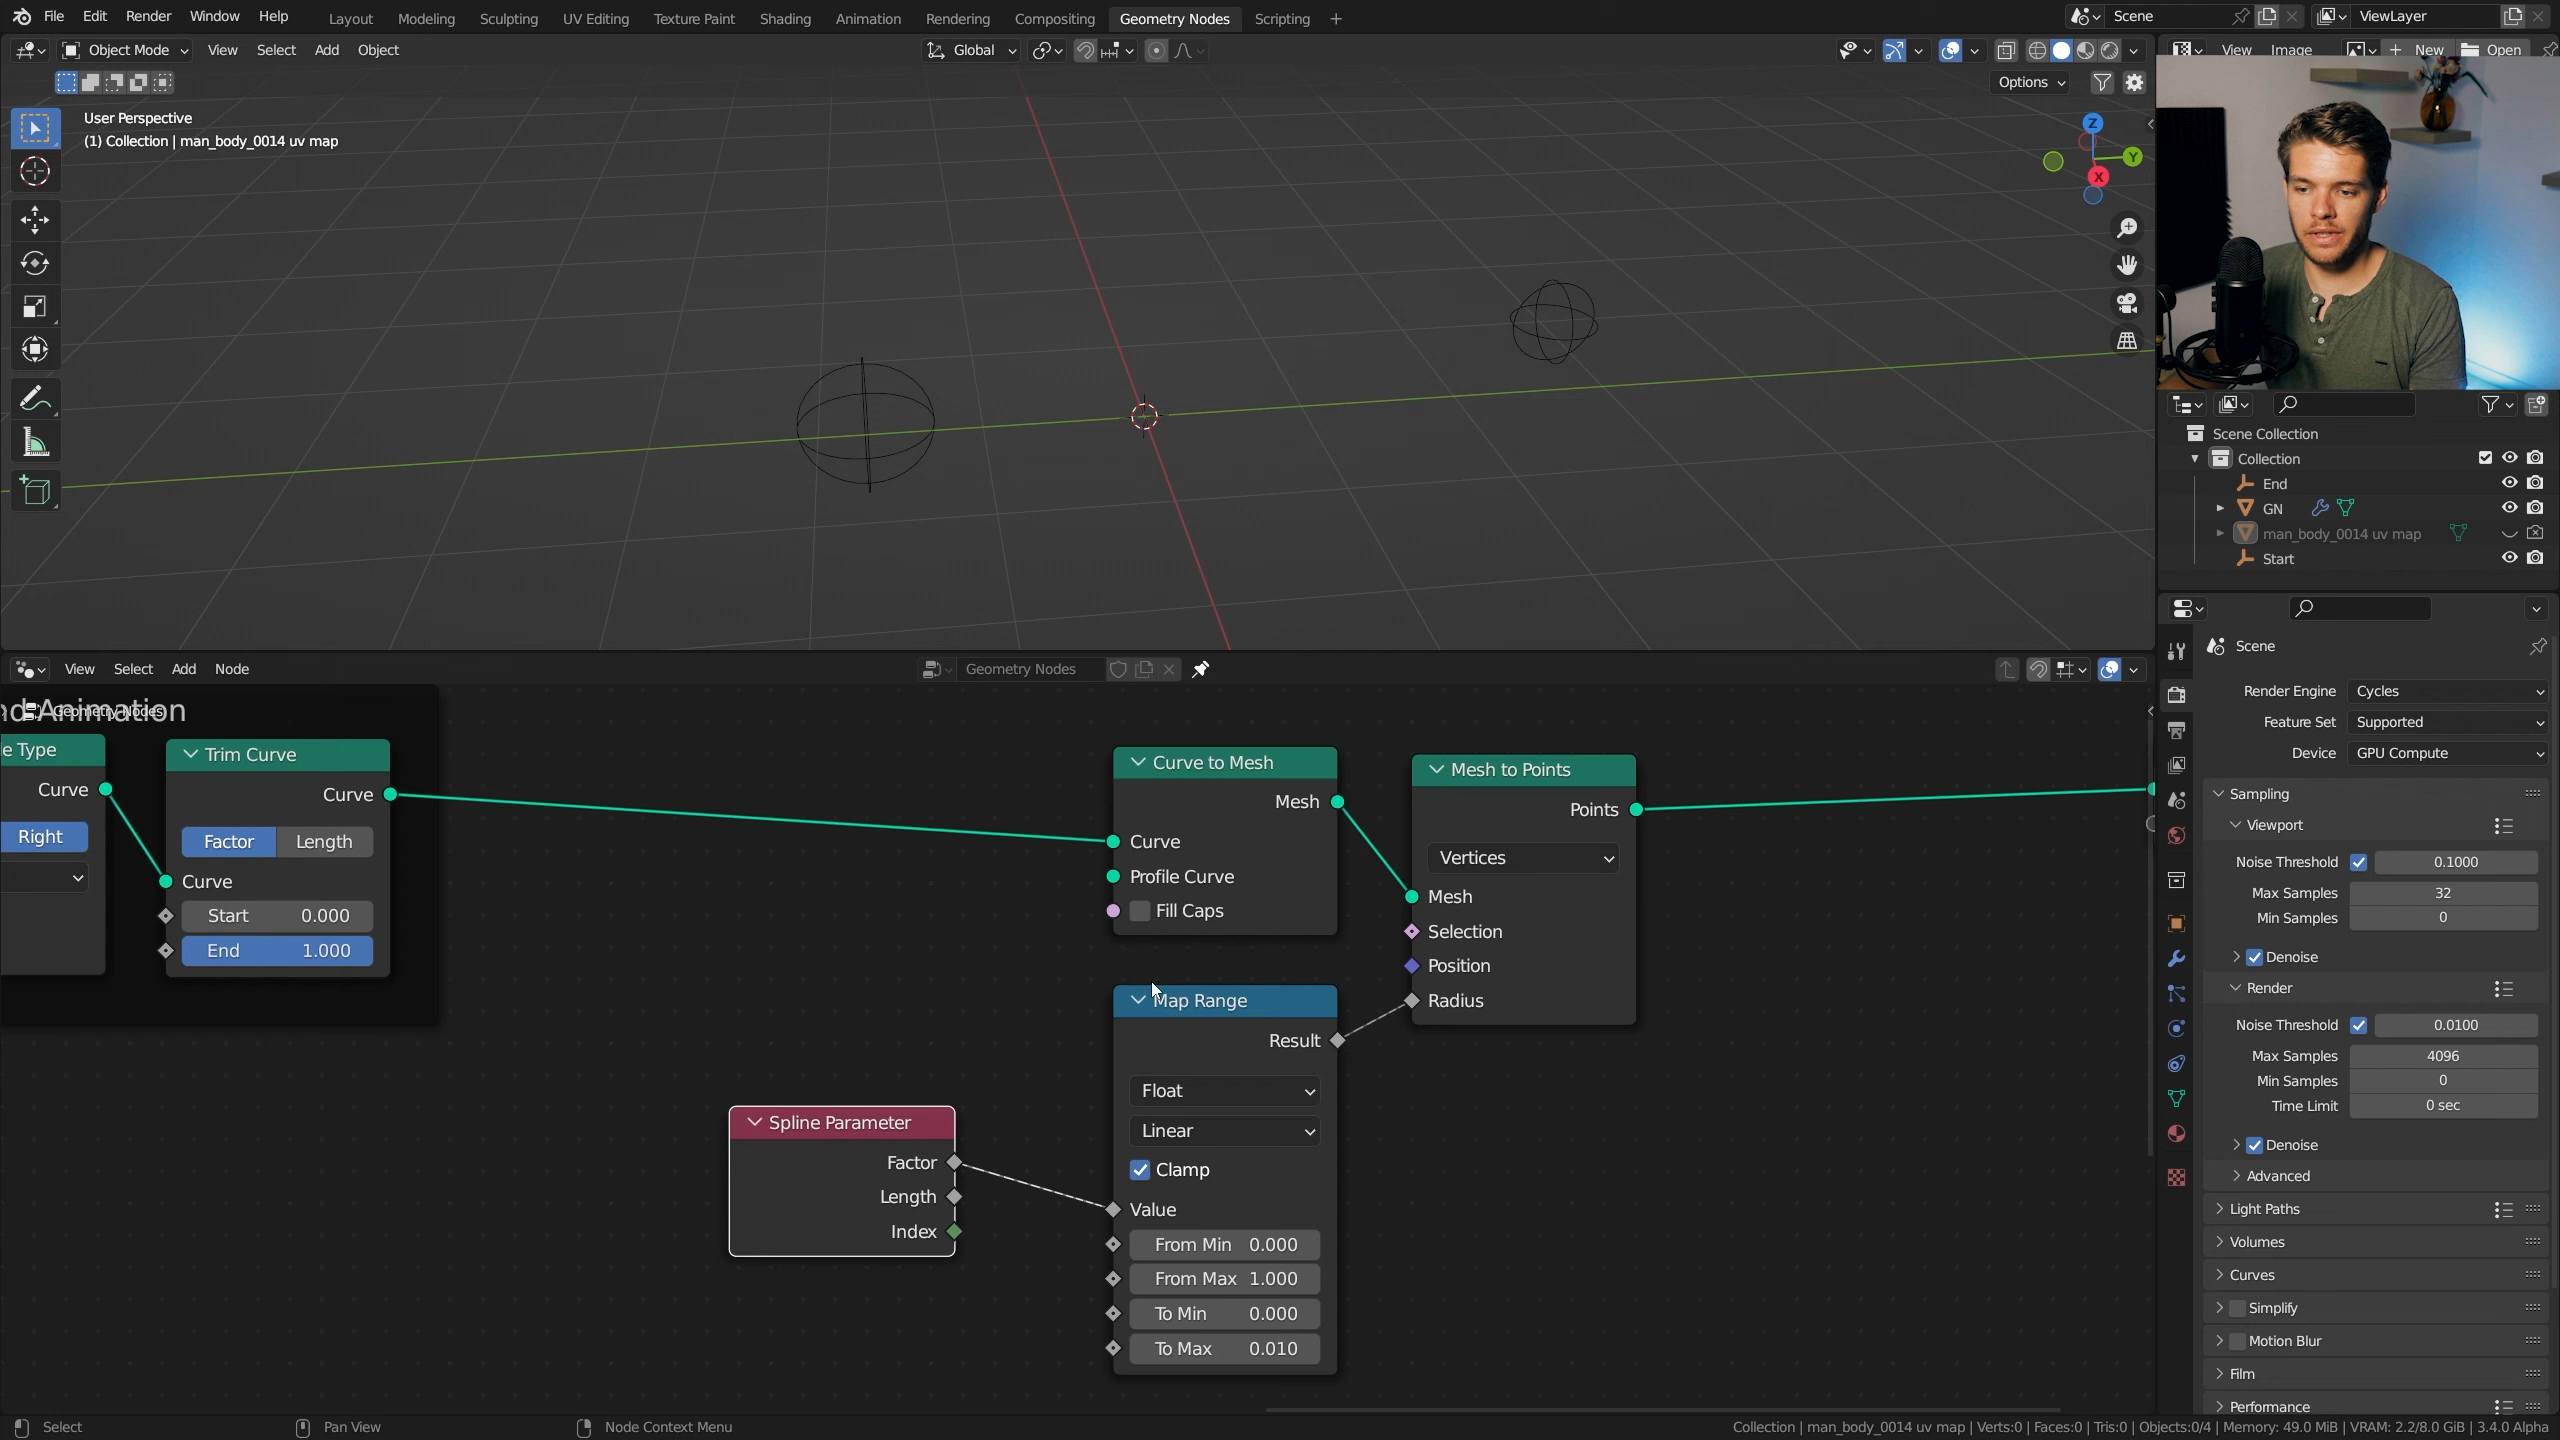 File Edit Render Window Help
Layout Modeling Sculpting UV Editing Texture Paint Shading Animation Rendering Compositing Geometry Nodes Scripting +
Scene
ViewLayer
Object Mode View Select Add Object
Global
View Image + New Open
Options
User Perspective
(1) Collection | man_body_0014 uv map
Z
Y
X
Scene Collection
Collection
End
GN
man_body_0014 uv map
Start
Scene
Render Engine Cycles
Feature Set Supported
Device GPU Compute
Sampling
Viewport
Noise Threshold 0.1000
Max Samples 32
Min Samples 0
Denoise
Render
Noise Threshold 0.0100
Max Samples 4096
Min Samples 0
Time Limit 0 sec
Denoise
Advanced
Light Paths
Volumes
Curves
Simplify
Motion Blur
Film
Performance
View Select Add Node
Geometry Nodes
nd Animation
Geometry Nodes
e Type
Curve
Right
Trim Curve
Curve
Factor Length
Curve
Start 0.000
End 1.000
Curve to Mesh
Mesh
Curve
Profile Curve
Fill Caps
Mesh to Points
Points
Vertices
Mesh
Selection
Position
Radius
Map Range
Result
Float
Linear
Clamp
Value
From Min 0.000
From Max 1.000
To Min 0.000
To Max 0.010
Spline Parameter
Factor
Length
Index
Select
Pan View
Node Context Menu
Collection | man_body_0014 uv map | Verts:0 | Faces:0 | Tris:0 | Objects:0/4 | Memory: 49.0 MiB | VRAM: 2.2/8.0 GiB | 3.4.0 Alpha